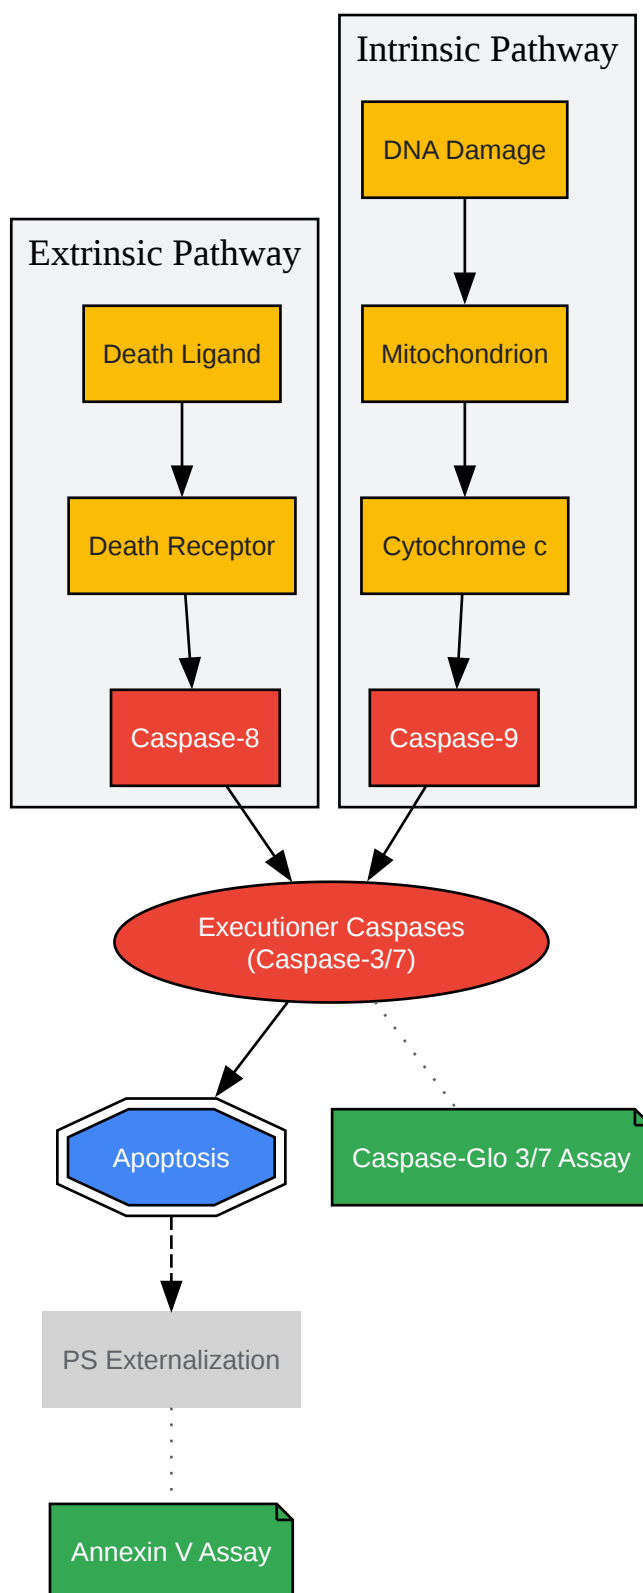 Intrinsic Pathway
DNA Damage
Extrinsic Pathway
Death Ligand
Mitochondrion
Death Receptor
Cytochrome c
Caspase-8
Caspase-9
Executioner Caspases
(Caspase-3/7)
Apoptosis
Caspase-Glo 3/7 Assay
PS Externalization
Annexin V Assay